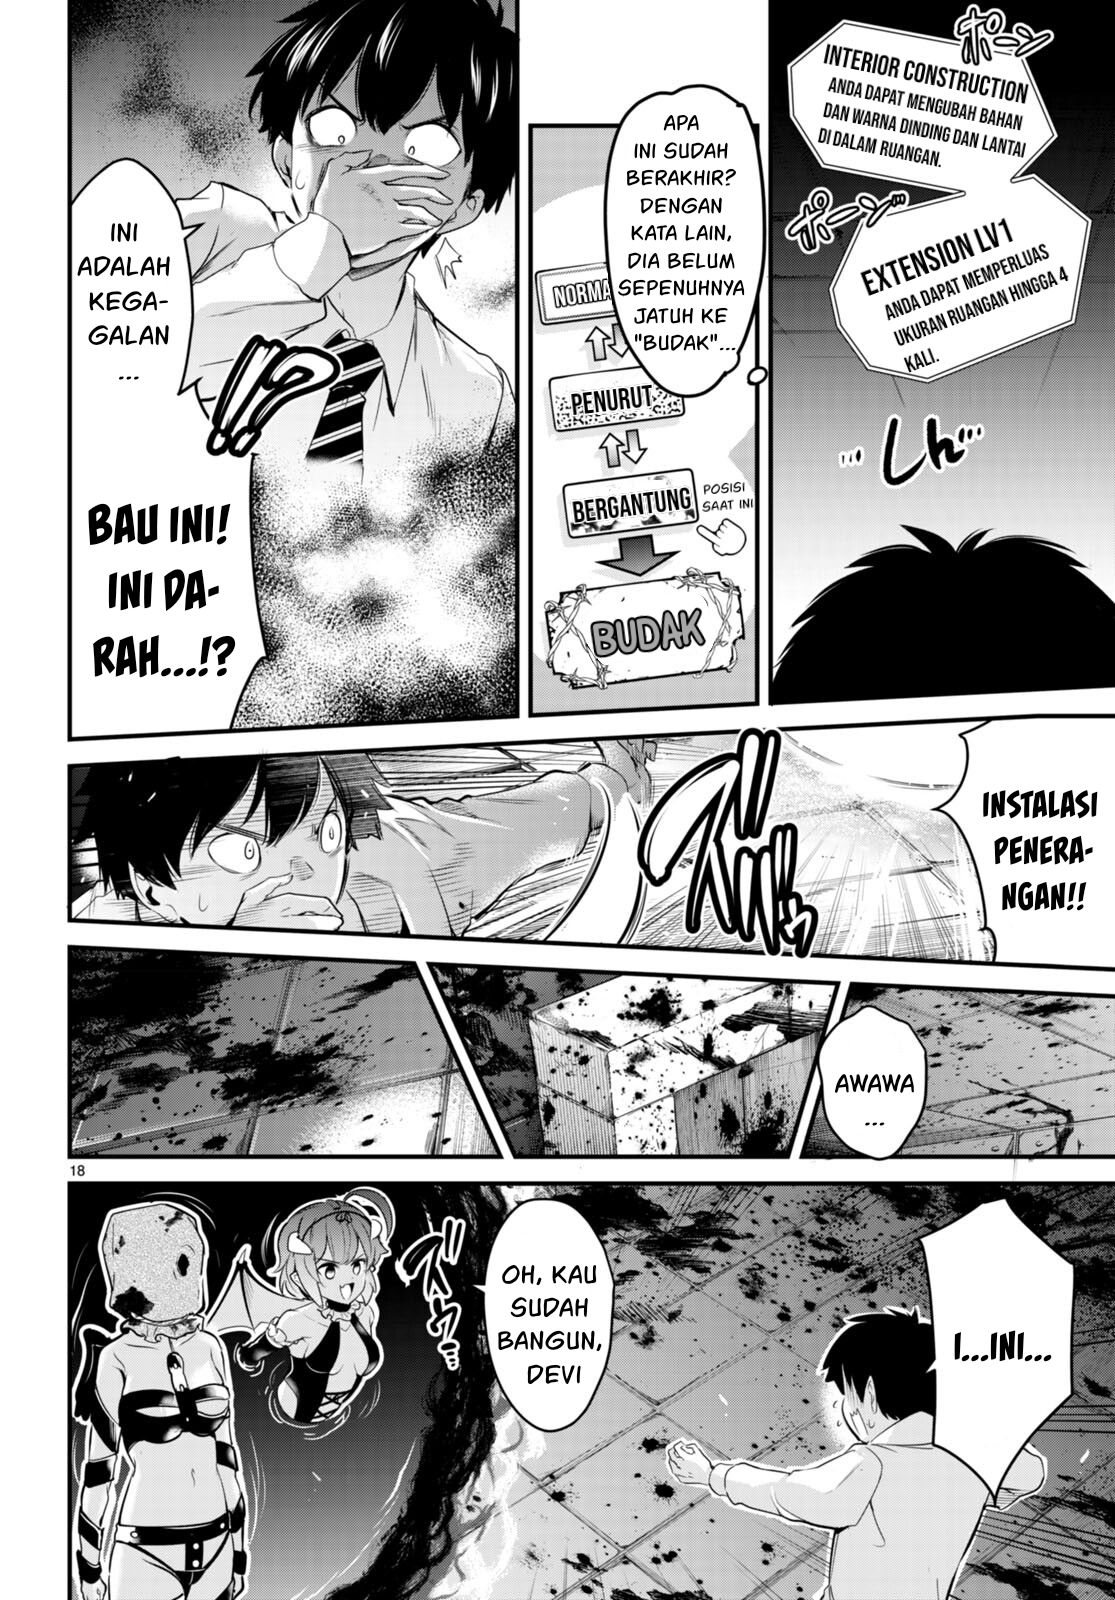 ポーン
INTERIOR CONSTRUCTION
ANDA DAPAT MENGUBAH BAHAN
DAN WARNA DINDING DAN LANTAI
DI DALAM RUANGAN.
ポーン
EXTENSION LV1
ANDA DAPAT MEMPERLUAS
UKURAN RUANGAN HINGGA 4
KALI.
…しん…
APA
INI SUDAH
BERAKHIR?
DENGAN
KATA LAIN,
DIA BELUM
SEPENUHNYA
JATUH KE
"BUDAK"...
NORMA
PENURUT
BERGANTUNG
POSISI
SAAT INI
BUDAK
INI
ADALAH
KEGA-
GALAN
...
!!?
BAU INI!
INI DA-
RAH...!?
INSTALASI
PENERA-
NGAN!!
AWAWA
...
18
I...INI...
OH, KAU
SUDAH
BANGUN,
DEVI